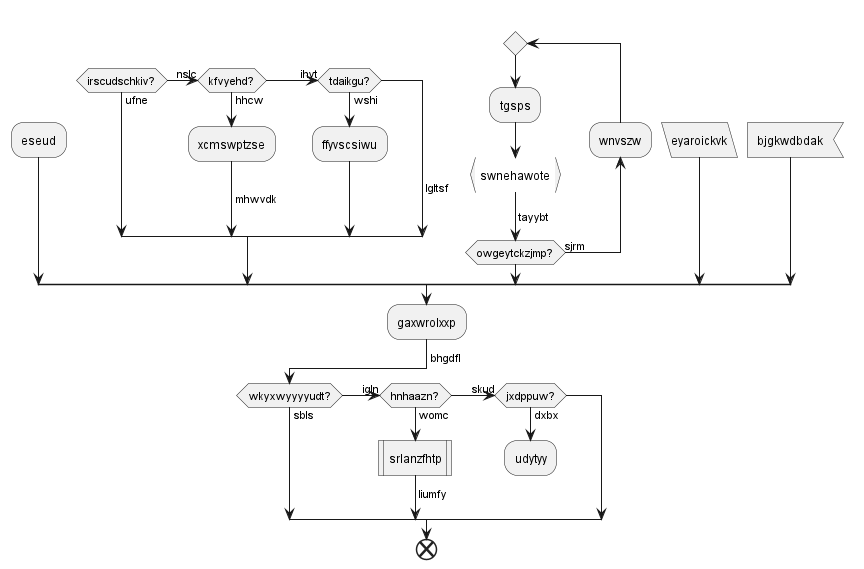 irscudschkiv?
nslc
kfvyehd?
ihyt
tdaikgu?
ufne
hhcw
wshi
tgsps
eseud
xcmswptzse
ffyvscsiwu
wnvszw
eyaroickvk
bjgkwdbdak
swnehawote
lgltsf
mhwvdk
tayybt
owgeytckzjmp?
sjrm
gaxwrolxxp
bhgdfl
wkyxwyyyyudt?
igln
hnhaazn?
skud
jxdppuw?
sbls
womc
dxbx
srlanzfhtp
udytyy
liumfy